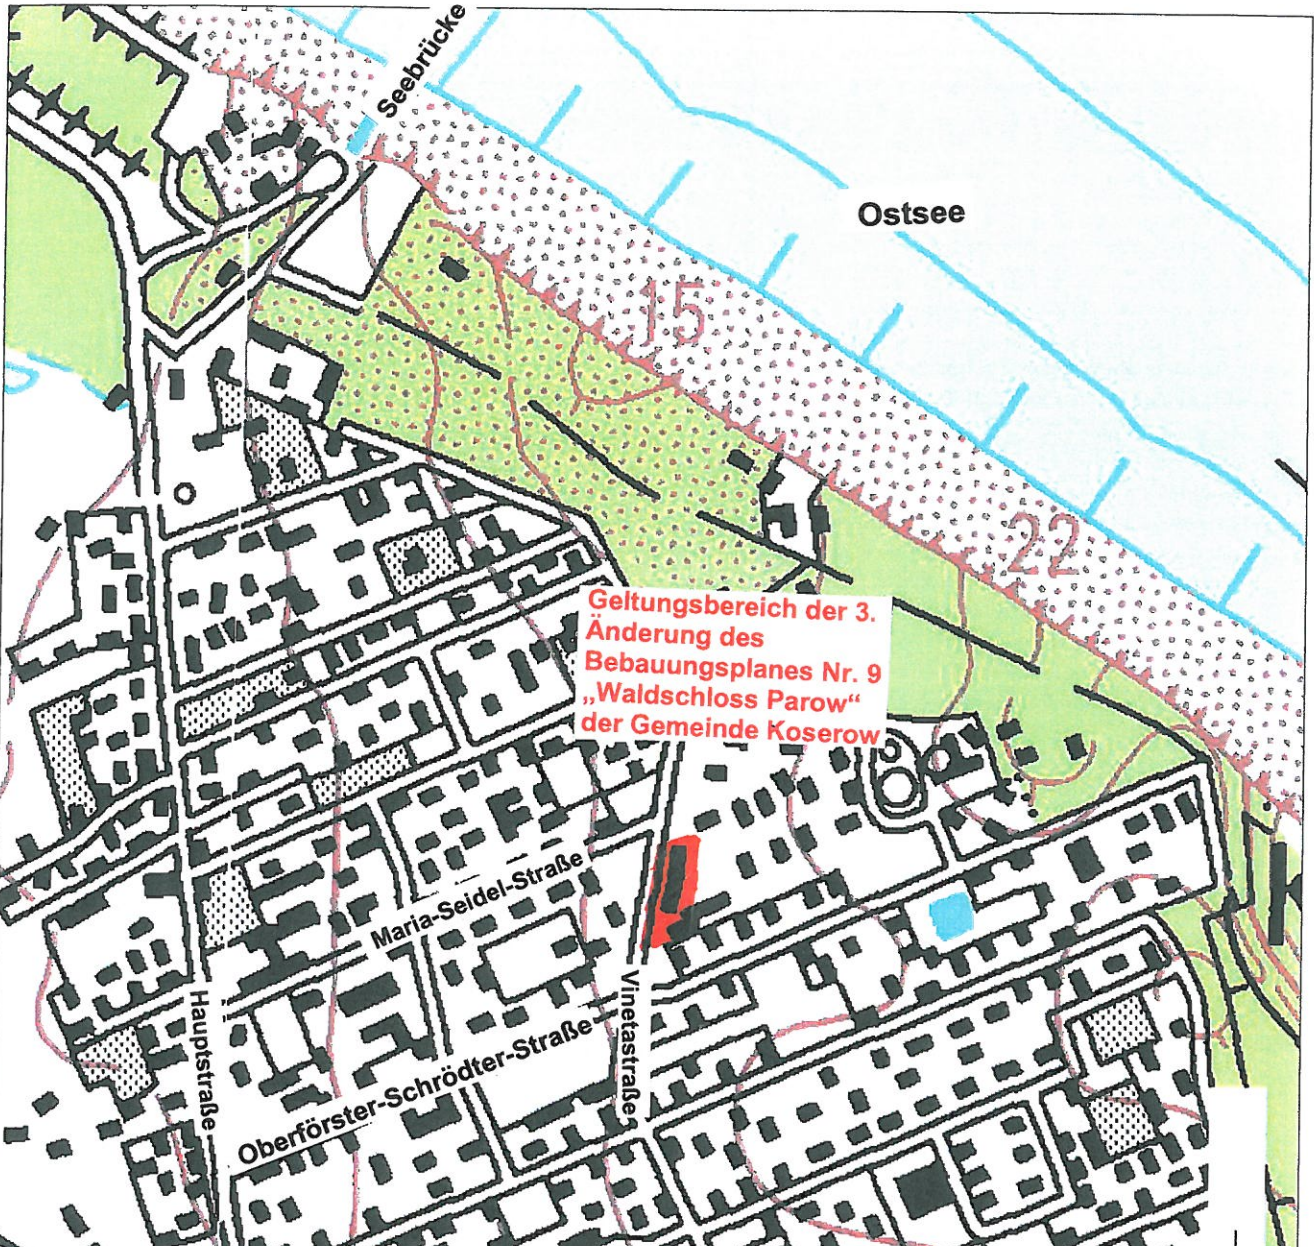 Seebrücke
Ostsee
15
22
Geltungsbereich der 3.
Änderung des
Bebauungsplanes Nr. 9
„Waldschloss Parow“
der Gemeinde Koserow
Maria-Seidel-Straße
Hauptstraße
Vinetastraße
Oberförster-Schrödter-Straße